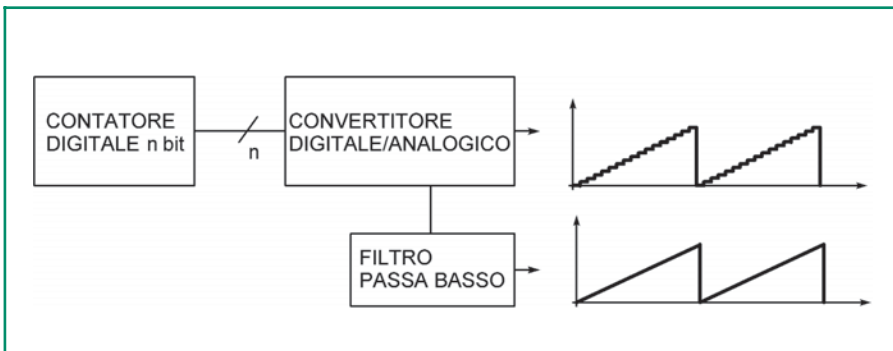 CONTATORE
DIGITALE n bit
n
CONVERTITORE
DIGITALE/ANALOGICO
FILTRO
PASSA BASSO